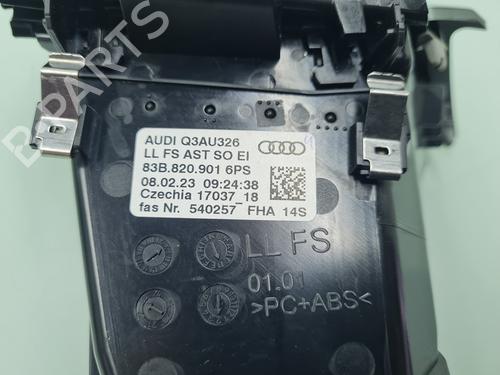 B-PARTS
AUDI Q3AU326
LL FS AST SO EI
83B.820.901 6PS
08.02.23 09:24:38
Czechia 17037_18
fas Nr. 540257 FHA 14S
LL FS
01.01
>PC+ABS<